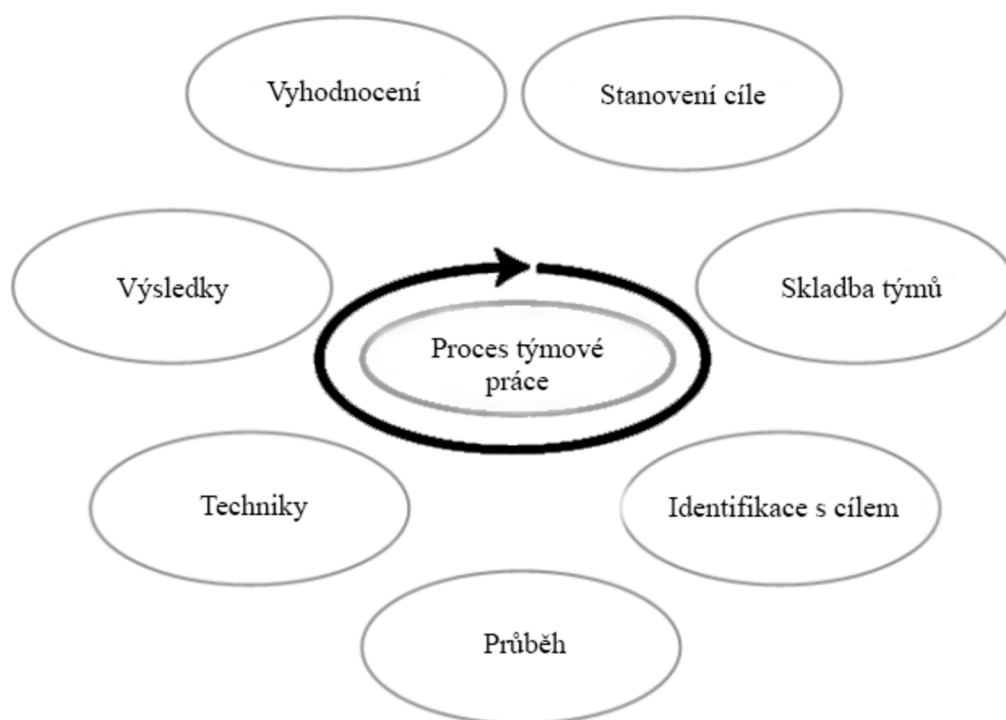 Vyhodnocení
Stanovení cíle
Výsledky
Skladba týmů
Proces týmové
práce
Techniky
Identifikace s cílem
Průběh